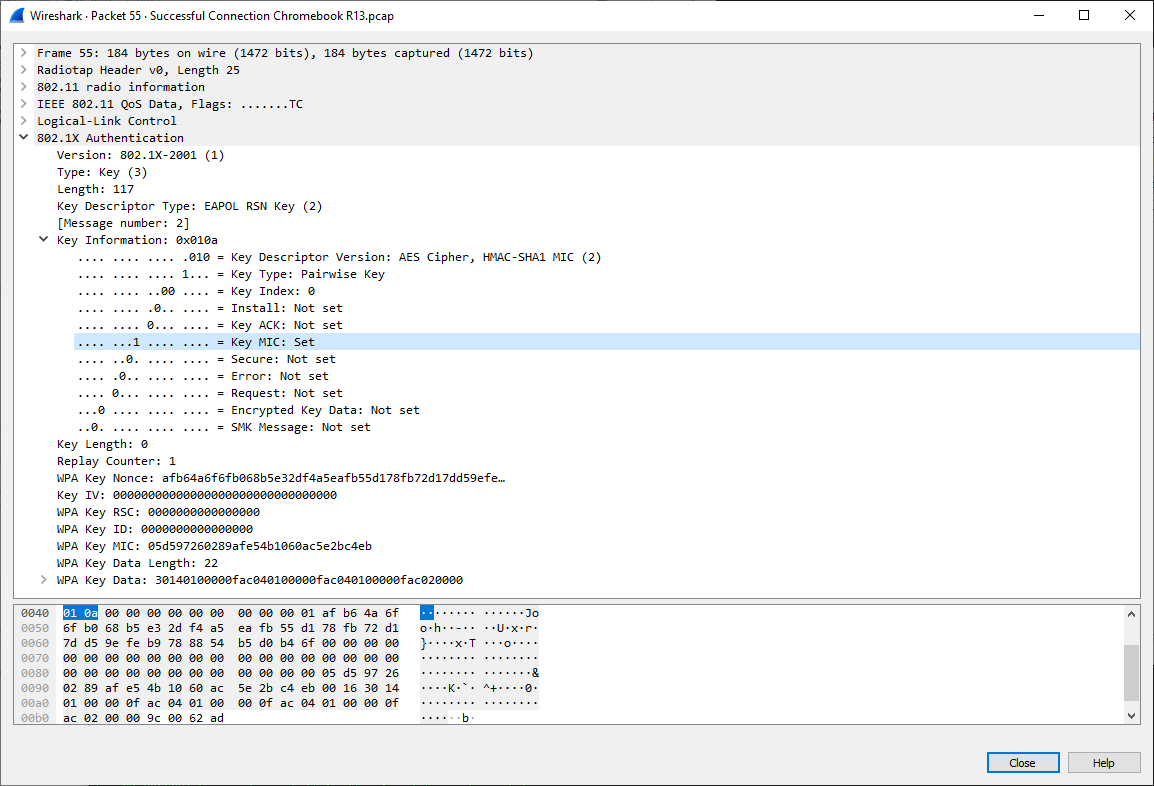 Wireshark · Packet 55 · Successful Connection Chromebook R13.pcap
Frame 55: 184 bytes on wire (1472 bits), 184 bytes captured (1472 bits)
Radiotap Header v0, Length 25
802.11 radio information
IEEE 802.11 QoS Data, Flags: .......TC
Logical-Link Control
802.1X Authentication
Version: 802.1X-2001 (1)
Type: Key (3)
Length: 117
Key Descriptor Type: EAPOL RSN Key (2)
[Message number: 2]
Key Information: 0x010a
.... .... .... .010 = Key Descriptor Version: AES Cipher, HMAC-SHA1 MIC (2)
.... .... .... 1... = Key Type: Pairwise Key
.... .... ..00 .... = Key Index: 0
.... .... .0.. .... = Install: Not set
.... .... 0... .... = Key ACK: Not set
.... ...1 .... .... = Key MIC: Set
.... ..0. .... .... = Secure: Not set
.... .0.. .... .... = Error: Not set
.... 0... .... .... = Request: Not set
...0 .... .... .... = Encrypted Key Data: Not set
..0. .... .... .... = SMK Message: Not set
Key Length: 0
Replay Counter: 1
WPA Key Nonce: afb64a6f6fb068b5e32df4a5eafb55d178fb72d17dd59efe…
Key IV: 00000000000000000000000000000000
WPA Key RSC: 0000000000000000
WPA Key ID: 0000000000000000
WPA Key MIC: 05d597260289afe54b1060ac5e2bc4eb
WPA Key Data Length: 22
WPA Key Data: 30140100000fac040100000fac040100000fac020000
0040 01 0a 00 00 00 00 00 00 00 00 00 01 af b6 4a 6f ············ ··Jo
0050 6f b0 68 b5 e3 2d f4 a5 ea fb 55 d1 78 fb 72 d1 o·h··-·· ··U·x·r·
0060 7d d5 9e fe b9 78 88 54 b5 d0 b4 6f 00 00 00 00 }····x·T ···o····
0070 00 00 00 00 00 00 00 00 00 00 00 00 00 00 00 00 ········ ········
0080 00 00 00 00 00 00 00 00 00 00 00 00 05 d5 97 26 ········ ·······&
0090 02 89 af e5 4b 10 60 ac 5e 2b c4 eb 00 16 30 14 ····K·`· ^+····0·
00a0 01 00 00 0f ac 04 01 00 00 0f ac 04 01 00 00 0f ········ ········
00b0 ac 02 00 00 9c 00 62 ad ······b·
Close
Help